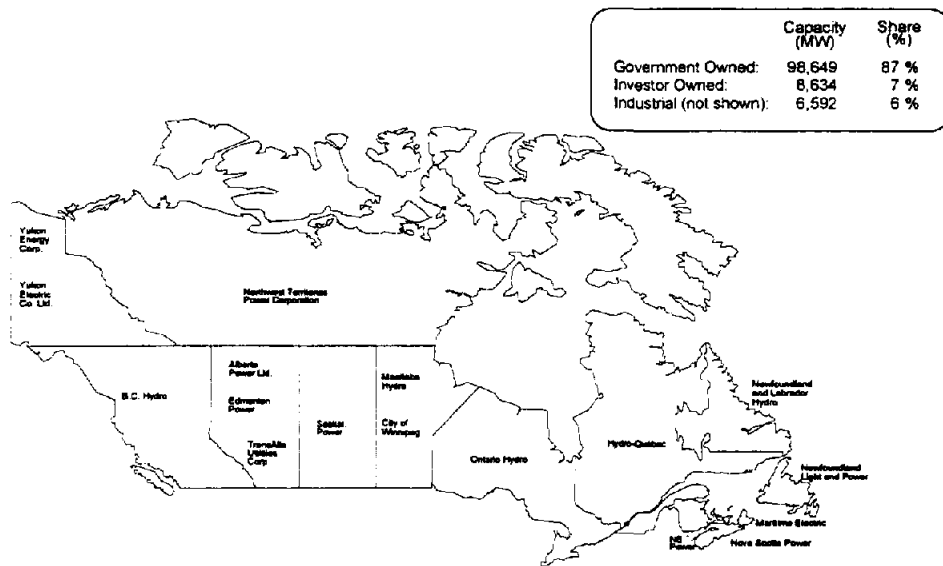 Capacity Share
(MW) (%)
Government Owned: 98,649 87 %
Investor Owned: 8,634 7 %
Industrial (not shown): 6,592 6 %
Yukon
Energy
Corp.
Yukon
Electric
Co. Ltd.
Northwest Territories
Power Corporation
B.C. Hydro
Alberta
Power Ltd.
Edmonton
Power
TransAlta
Utilities
Corp
Sask.
Power
Manitoba
Hydro
City of
Winnipeg
Ontario Hydro
Hydro-Québec
Newfoundland
and Labrador
Hydro
Newfoundland
Light and Power
Maritime Electric
NB
Power
Nova Scotia Power